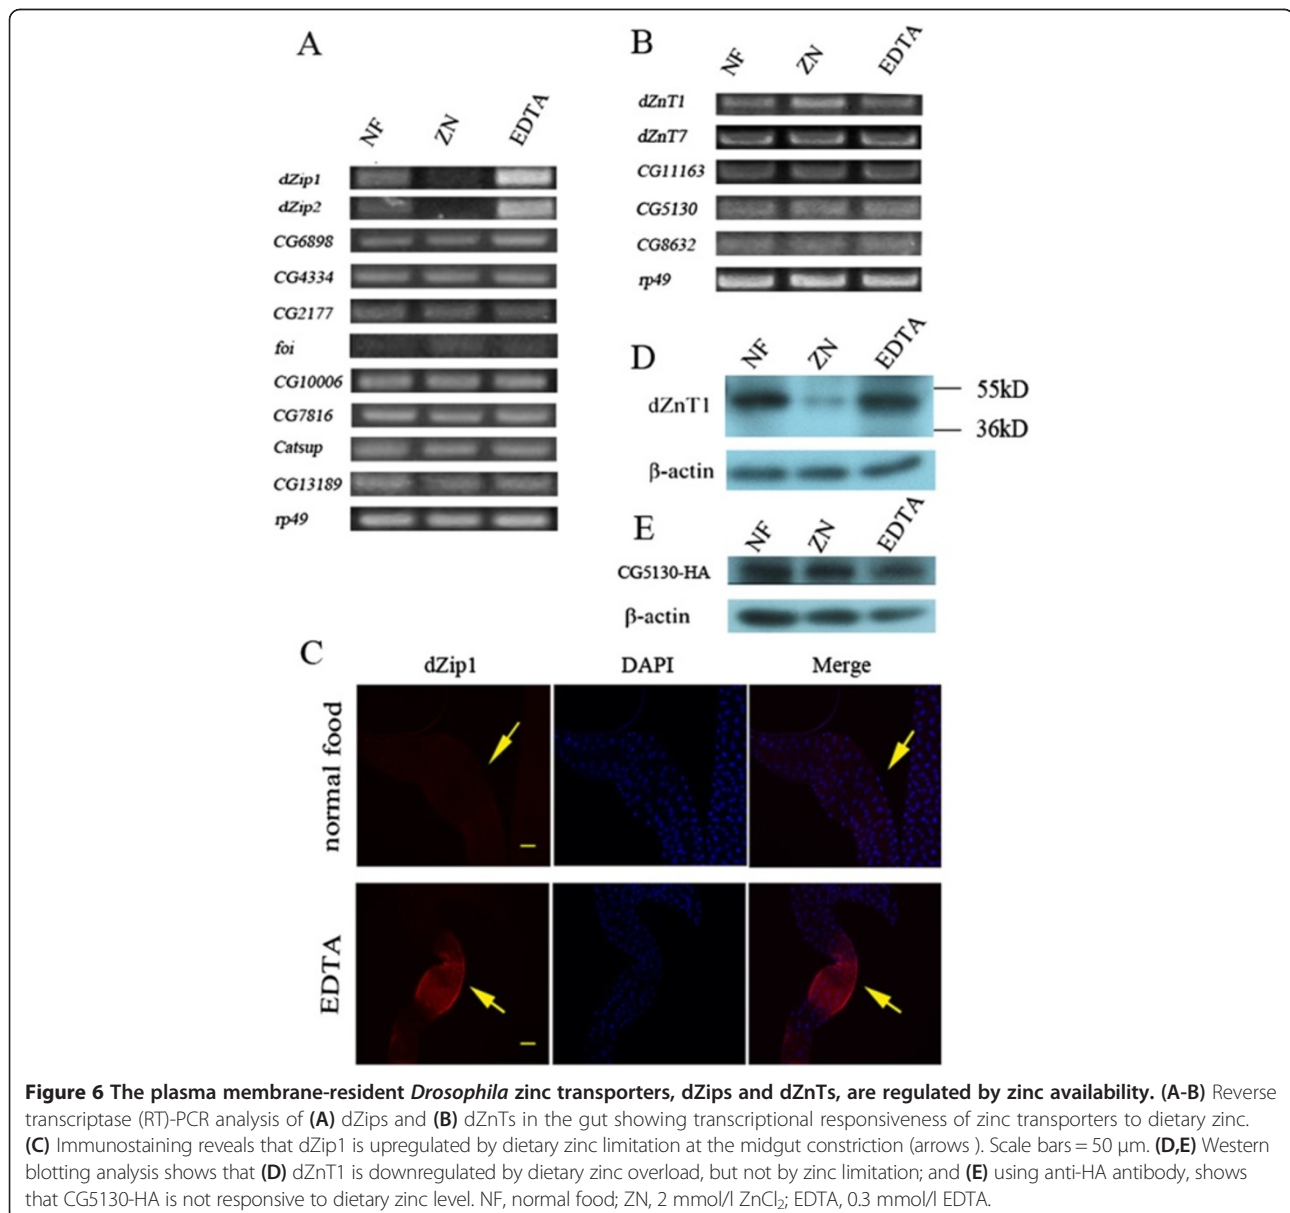 A
NF ZN EDTA
dZip1
dZip2
CG6898
CG4334
CG2177
foi
CG10006
CG7816
Catsup
CG13189
rp49
B
NF ZN EDTA
dZnT1
dZnT7
CG11163
CG5130
CG8632
rp49
D
NF ZN EDTA
dZnT1
55kD
36kD
β-actin
E
NF ZN EDTA
CG5130-HA
β-actin
C
dZip1 DAPI Merge
normal food
EDTA
Figure 6 The plasma membrane-resident Drosophila zinc transporters, dZips and dZnTs, are regulated by zinc availability. (A-B) Reverse
transcriptase (RT)-PCR analysis of (A) dZips and (B) dZnTs in the gut showing transcriptional responsiveness of zinc transporters to dietary zinc.
(C) Immunostaining reveals that dZip1 is upregulated by dietary zinc limitation at the midgut constriction (arrows ). Scale bars = 50 μm. (D,E) Western
blotting analysis shows that (D) dZnT1 is downregulated by dietary zinc overload, but not by zinc limitation; and (E) using anti-HA antibody, shows
that CG5130-HA is not responsive to dietary zinc level. NF, normal food; ZN, 2 mmol/l ZnCl₂; EDTA, 0.3 mmol/l EDTA.